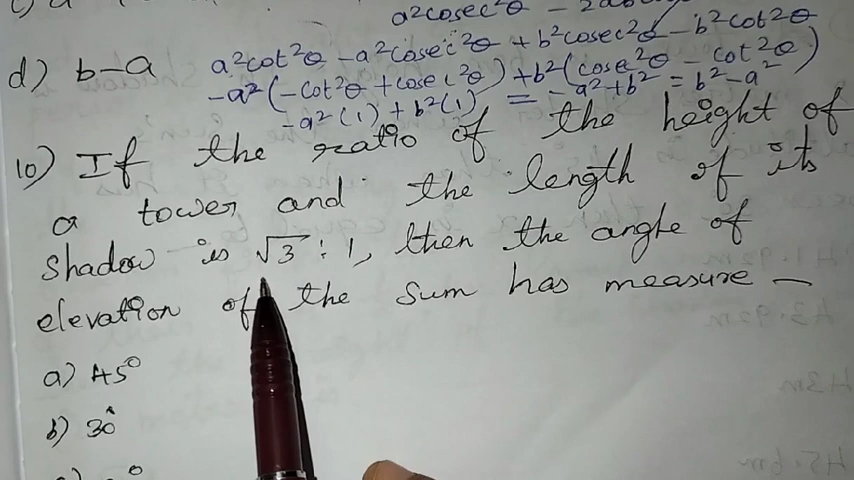 a²cosec²θ -
d) b-a a²cot²θ -a²cosec²θ + b²cosec²θ - b²cot²θ
-a²(-cot²θ + cosec²θ) + b²(cosec²θ - cot²θ)
-a²(1) + b²(1) = -a²+b² = b²-a²
10) If the ratio of the height of
a tower and the length of its
shadow is √3 : 1, then the angle of
elevation of the sum has measure —
a) 45°
b) 30°